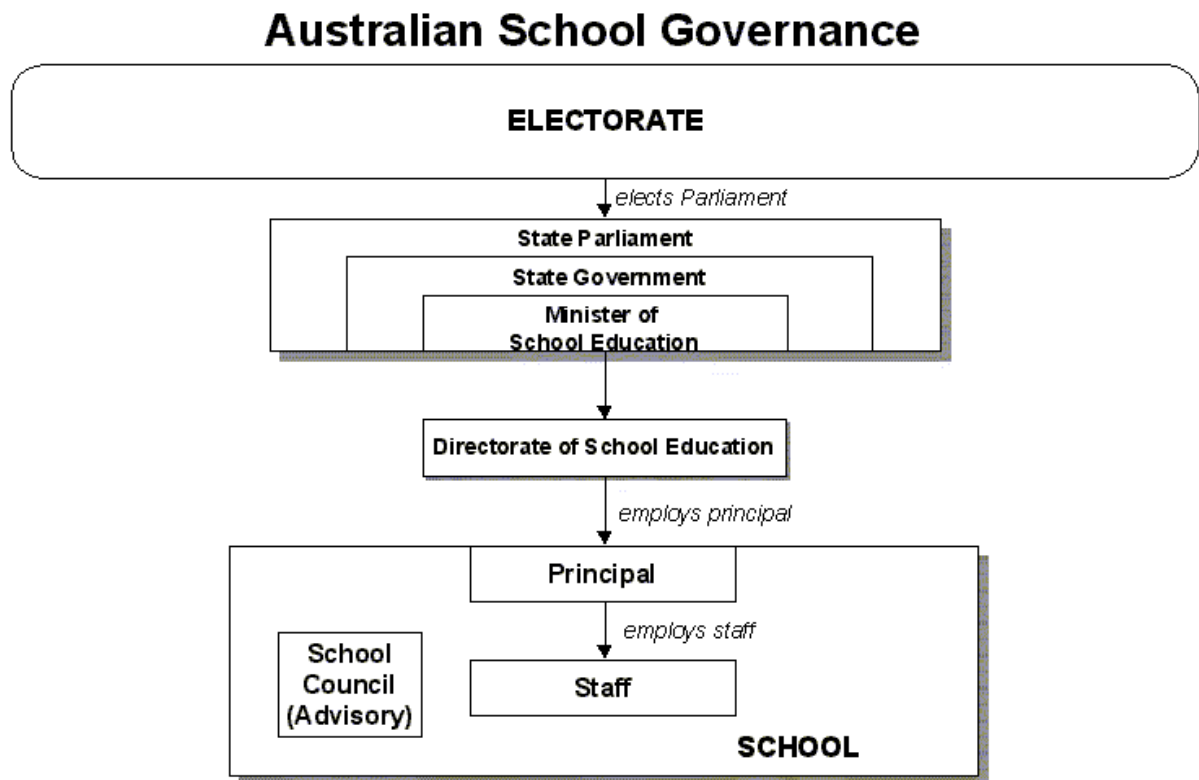 Australian School Governance
ELECTORATE
elects Parliament
State Parliament
State Government
Minister of
School Education
Directorate of School Education
employs principal
Principal
employs staff
School
Council
(Advisory)
Staff
SCHOOL